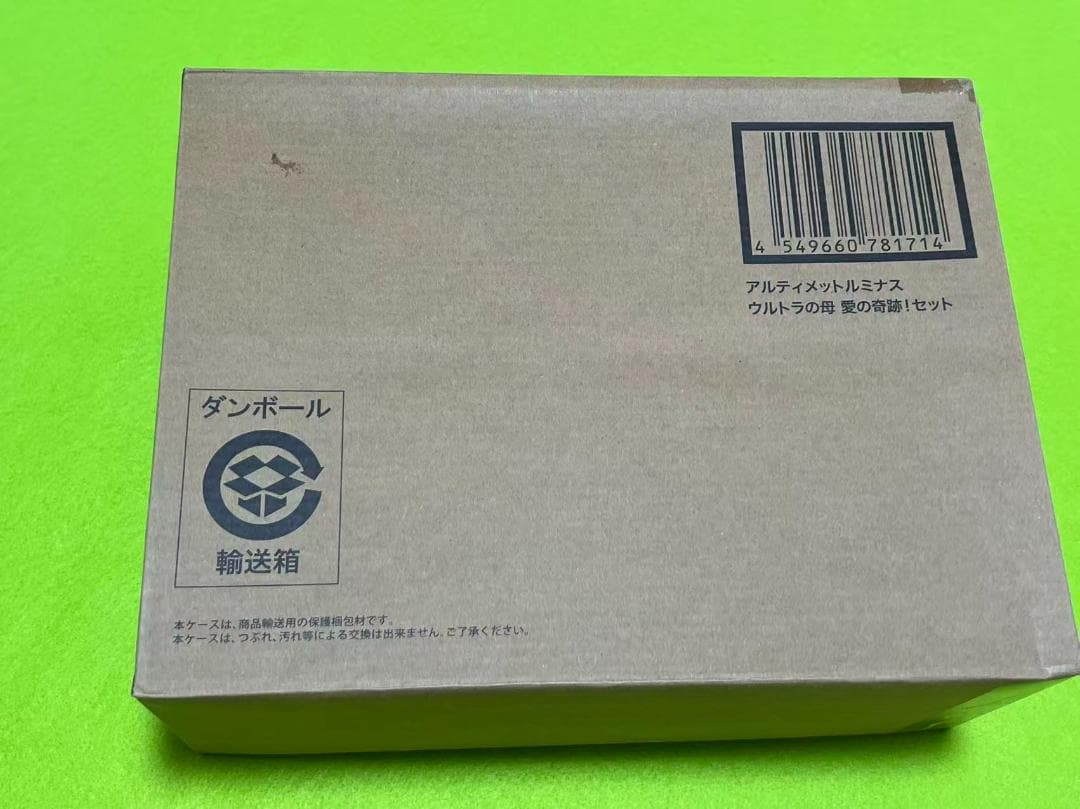 4 549660 781714
アルティメットルミナス
ウルトラの母 愛の奇跡!セット
ダンボール
輸送箱
本ケースは、商品輸送用の保護梱包材です。
本ケースは、つぶれ、汚れ等による交換は出来ません。ご了承ください。